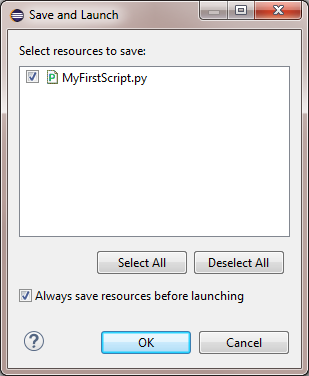 Save and Launch
Select resources to save:
MyFirstScript.py
Select All
Deselect All
Always save resources before launching
OK
Cancel